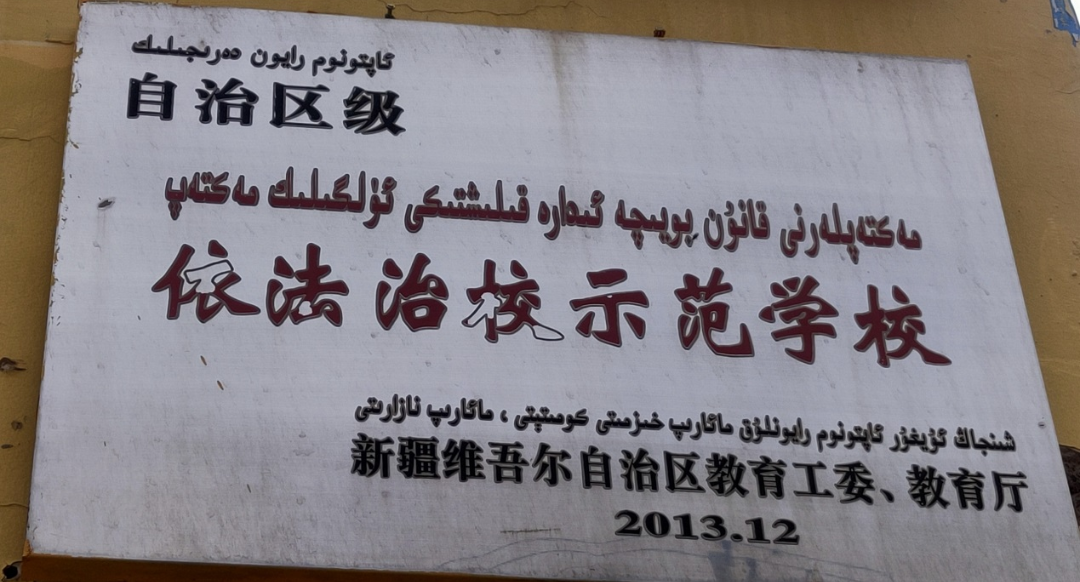 ئاپتونوم رايون دەرىجىلىك
自治区级
مەكتەپلەرنى قانۇن بويىچە ئىدارە قىلىشتىكى ئۈلگىلىك مەكتەپ
依法治校示范学校
شىنجاڭ ئۇيغۇر ئاپتونوم رايونلۇق مائارىپ خىزمىتى كومىتېتى ، مائارىپ نازارىتى
新疆维吾尔自治区教育工委、教育厅
2013.12